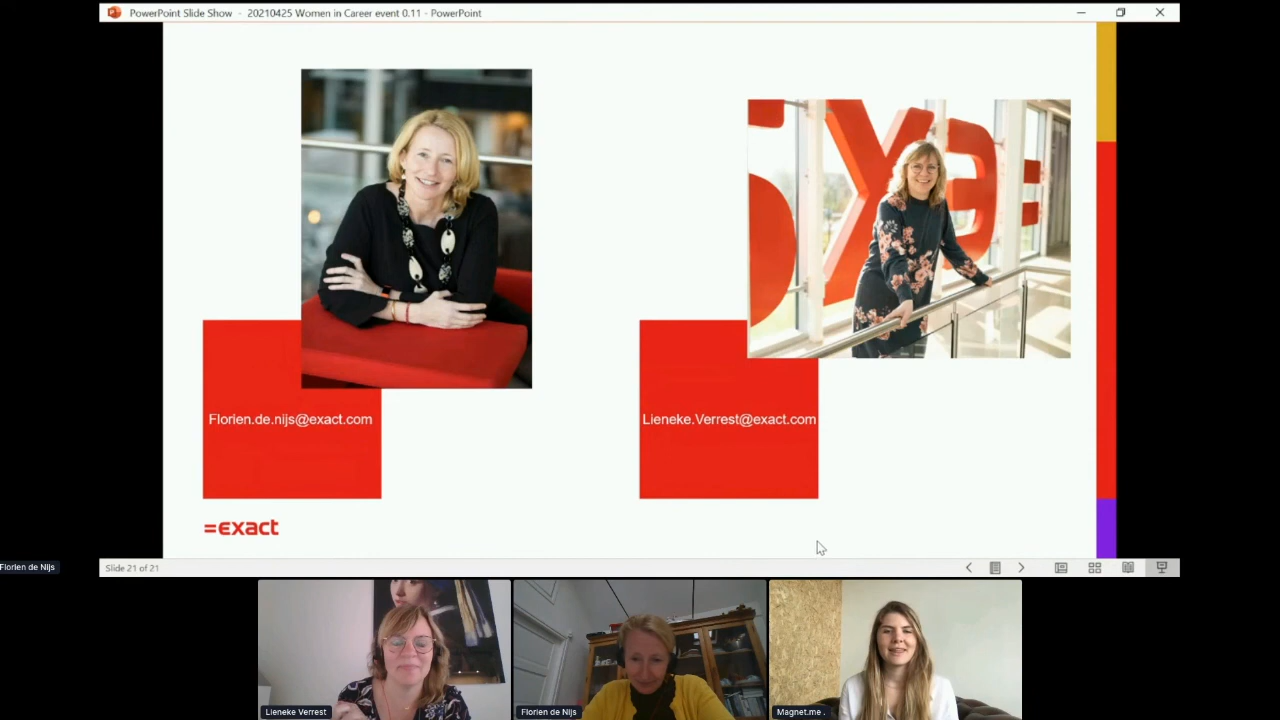 PowerPoint Slide Show - 20210425 Women in Career event 0.11 - PowerPoint
Florien.de.nijs@exact.com
Lieneke.Verrest@exact.com
=exact
Slide 21 of 21
Florien de Nijs
Lieneke Verrest
Florien de Nijs
Magnet.me .